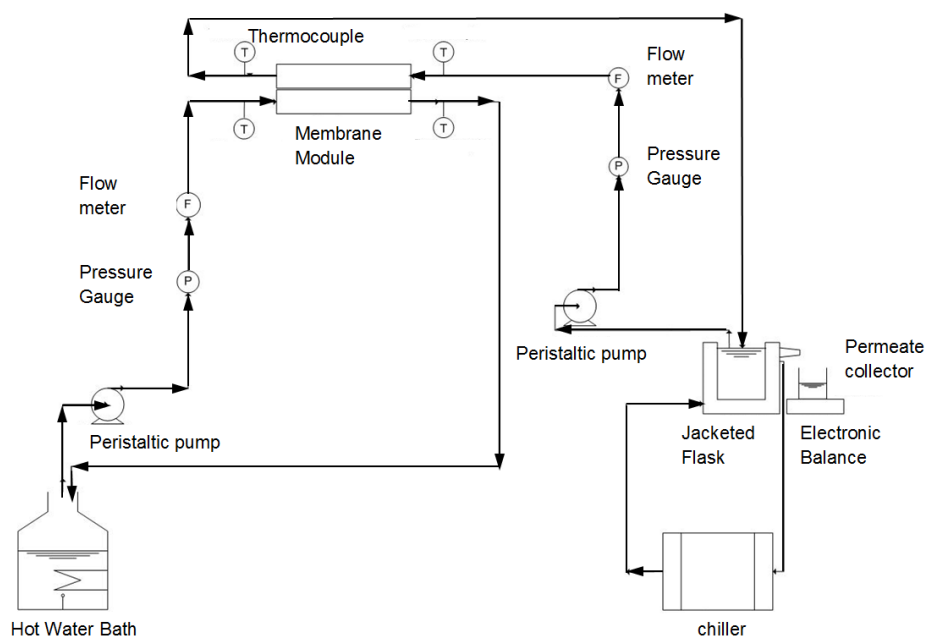 Thermocouple
T
T
Flow
meter
F
T
T
Membrane
Module
Pressure
Gauge
P
Flow
meter
F
Pressure
Gauge
P
Peristaltic pump
Permeate
collector
Peristaltic pump
Jacketed
Flask
Electronic
Balance
Hot Water Bath
chiller